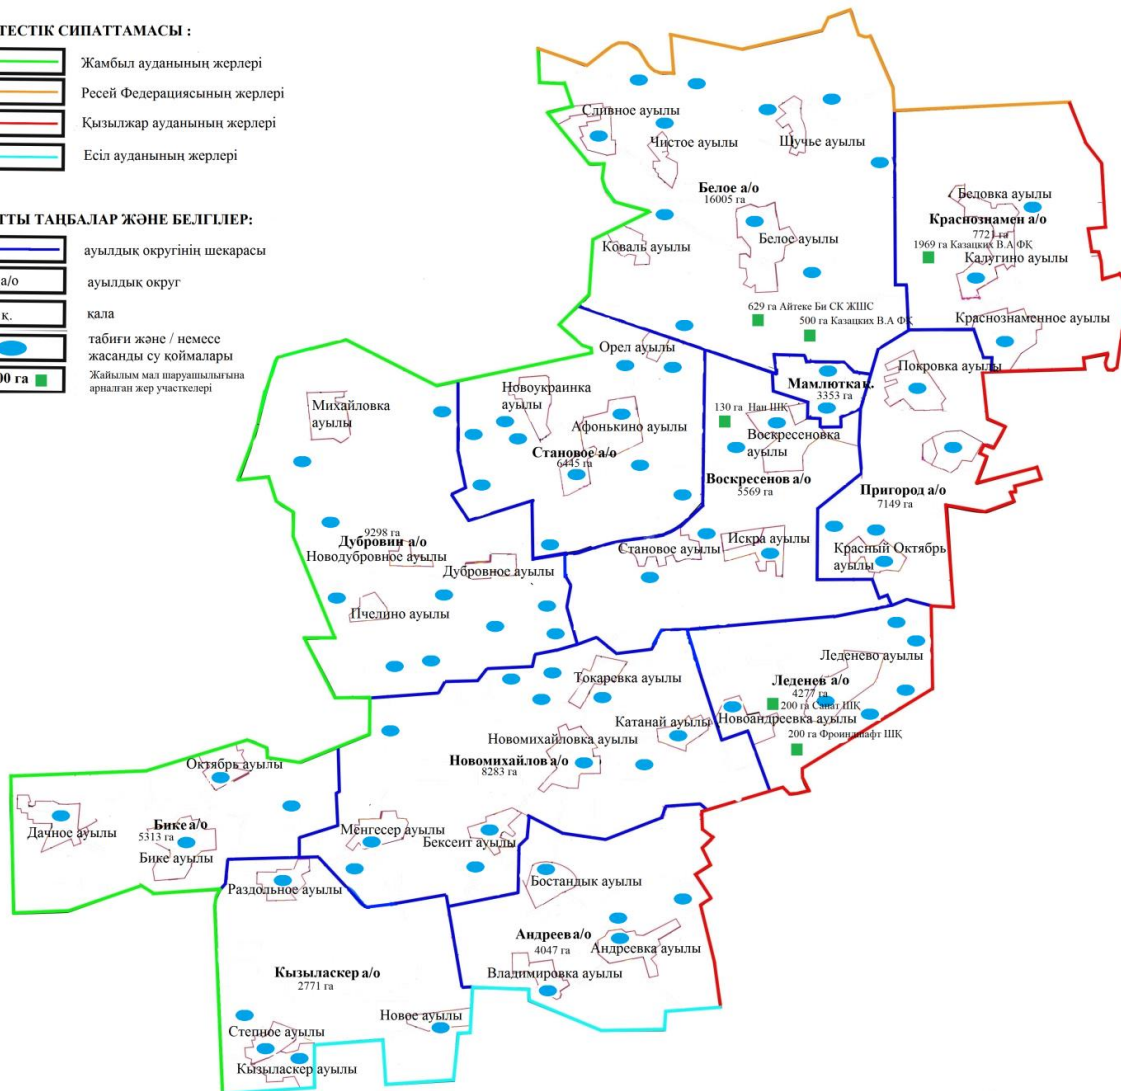 ТЕСТІК СИПАТТАМАСЫ :
Жамбыл ауданының жерлері
Ресей Федерациясының жерлері
Қызылжар ауданының жерлері
Есіл ауданының жерлері
ТТЫ ТАҢБАЛАР ЖӘНЕ БЕЛГІЛЕР:
ауылдық округінің шекарасы
а/о
ауылдық округ
к.
қала
табиғи және / немесе
жасанды су қоймалары
00 га
Жайылым мал шаруашылығына
арналған жер участкелері
Сливное ауылы
Чистое ауылы
Щучье ауылы
Белое а/о
16005 га
Белое ауылы
Коваль ауылы
Беловка ауылы
Краснознамен а/о
7721 га
1969 га Казацких В.А ФҚ
Калугино ауылы
Краснознаменное ауылы
629 га Айтеке Би СК ЖШС
500 га Казацких В.А ФҚ
Орел ауылы
Покровка ауылы
Мамлютка қ.
3353 га
Михайловка
ауылы
Новоукраинка
ауылы
Афонькино ауылы
Становое а/о
6445 га
130 га Нан ШҚ
Воскресеновка
ауылы
Воскресенов а/о
5569 га
Пригород а/о
7149 га
9298 га
Дубровин а/о
Новодубровное ауылы
Дубровное ауылы
Пчелино ауылы
Становое ауылы
Искра ауылы
Красный Октябрь
ауылы
Леденево ауылы
Леденев а/о
4277 га
200 га Санат ШҚ
Новоандреевка ауылы
200 га Фроиндшафт ШҚ
Токаревка ауылы
Катанай ауылы
Новомихайловка ауылы
Новомихайлов а/о
8283 га
Октябрь ауылы
Дачное ауылы
Бике а/о
5313 га
Бике ауылы
Менгесер ауылы
Бексеит ауылы
Раздольное ауылы
Бостандык ауылы
Андреев а/о
4047 га
Андреевка ауылы
Владимировка ауылы
Кызыласкер а/о
2771 га
Новое ауылы
Степное ауылы
Кызыласкер ауылы